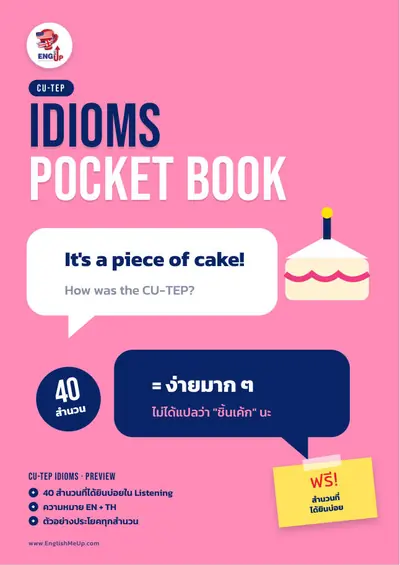 ENGUP
CU-TEP
IDIOMS
POCKET BOOK
It's a piece of cake!
How was the CU-TEP?
40
สำนวน
= ง่ายมาก ๆ
ไม่ได้แปลว่า "ชิ้นเค้ก" นะ
CU-TEP IDIOMS · PREVIEW
40 สำนวนที่ได้ยินบ่อยใน Listening
ความหมาย EN + TH
ตัวอย่างประโยคทุกสำนวน
ฟรี!
สำนวนที่
ได้ยินบ่อย
www.EnglishMeUp.com